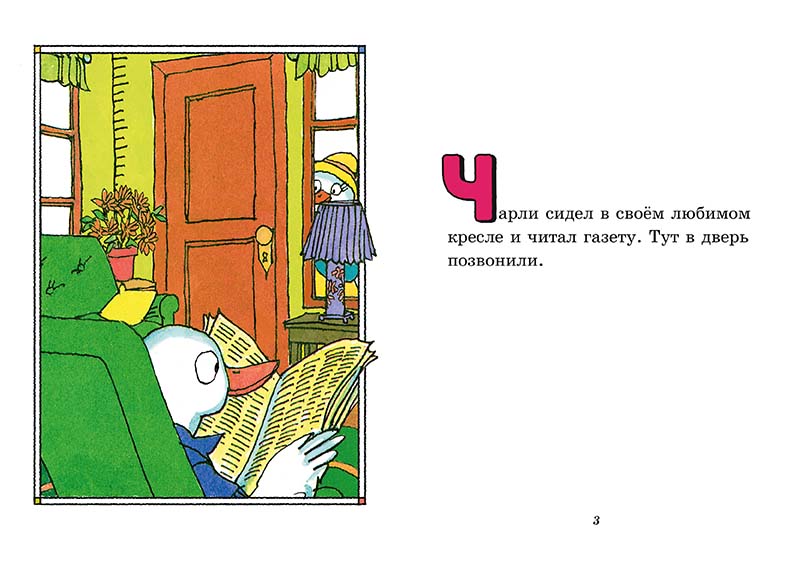 Чарли сидел в своём любимом
кресле и читал газету. Тут в дверь
позвонили.
3